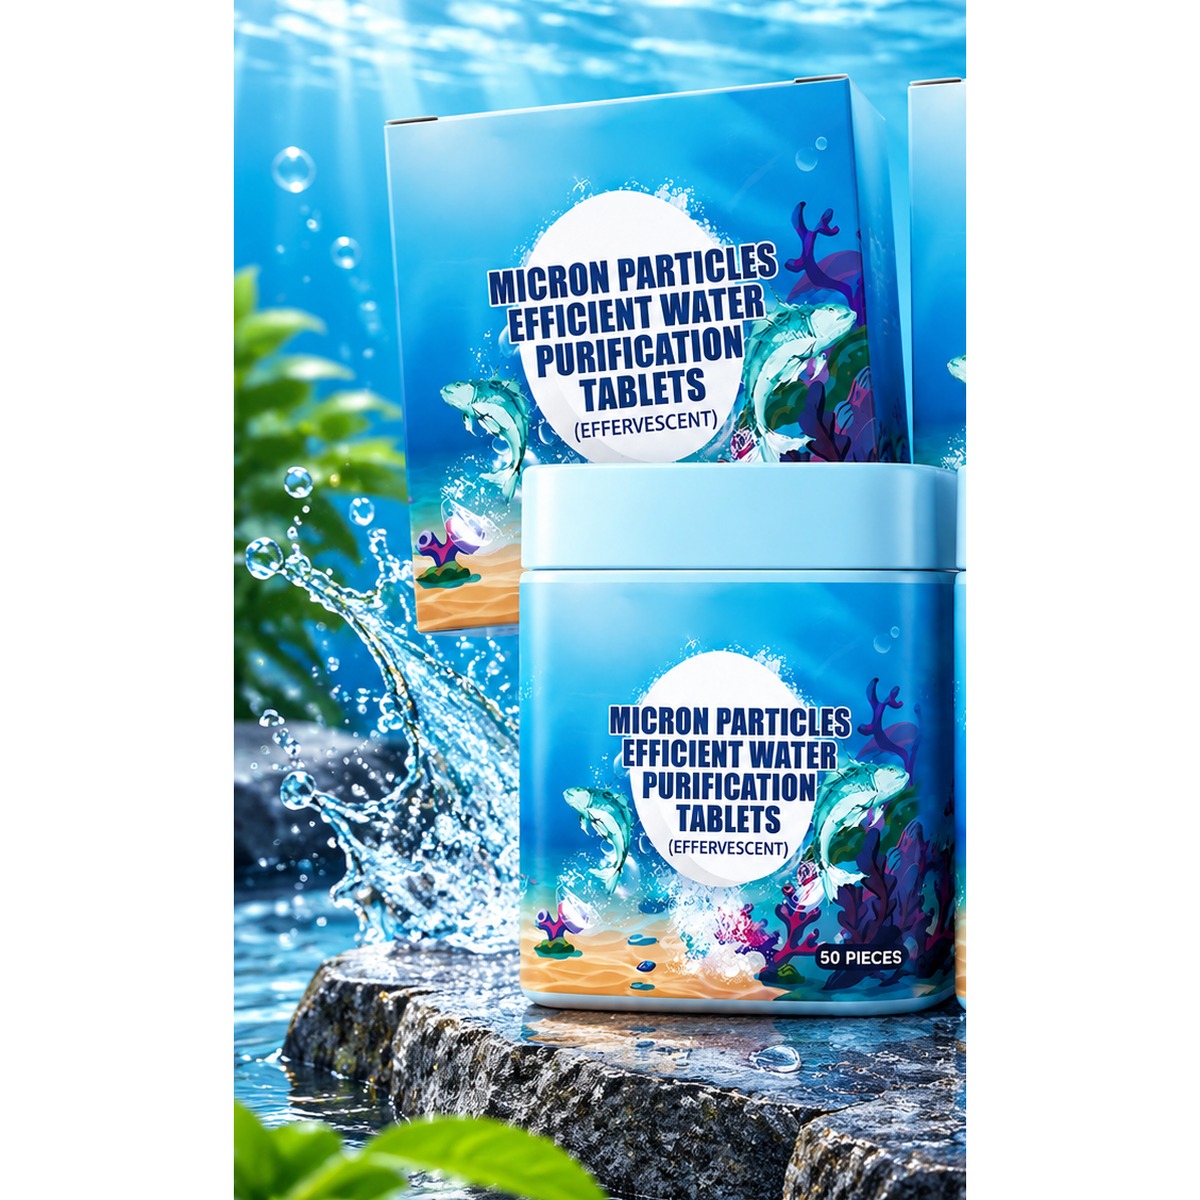 MICRON PARTICLES
EFFICIENT WATER
PURIFICATION
TABLETS
(EFFERVESCENT)
MICRON PARTICLES
EFFICIENT WATER
PURIFICATION
TABLETS
(EFFERVESCENT)
50 PIECES